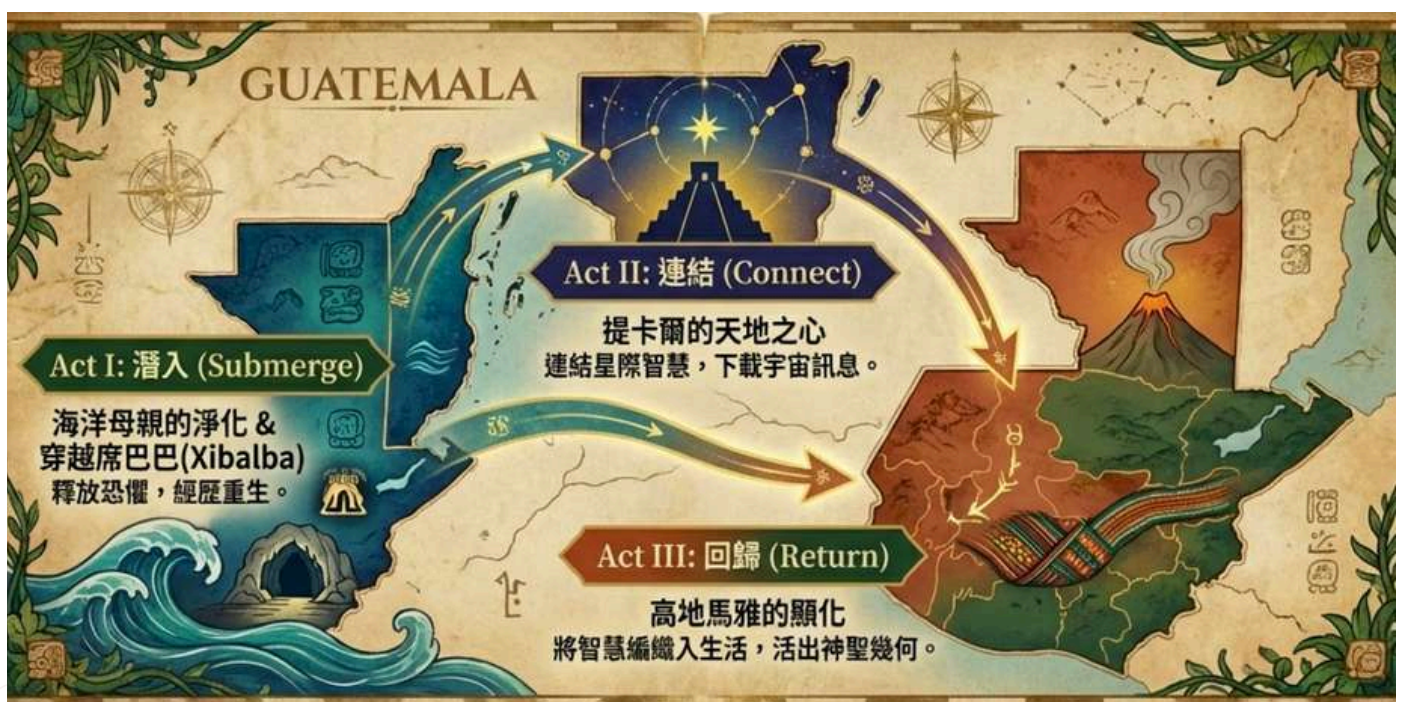 GUATEMALA
Act I: 潛入 (Submerge)
海洋母親的淨化 &
穿越席巴巴(Xibalba)
釋放恐懼，經歷重生。
Act II: 連結 (Connect)
提卡爾的天地之心
連結星際智慧，下載宇宙訊息。
Act III: 回歸 (Return)
高地馬雅的顯化
將智慧編織入生活，活出神聖幾何。